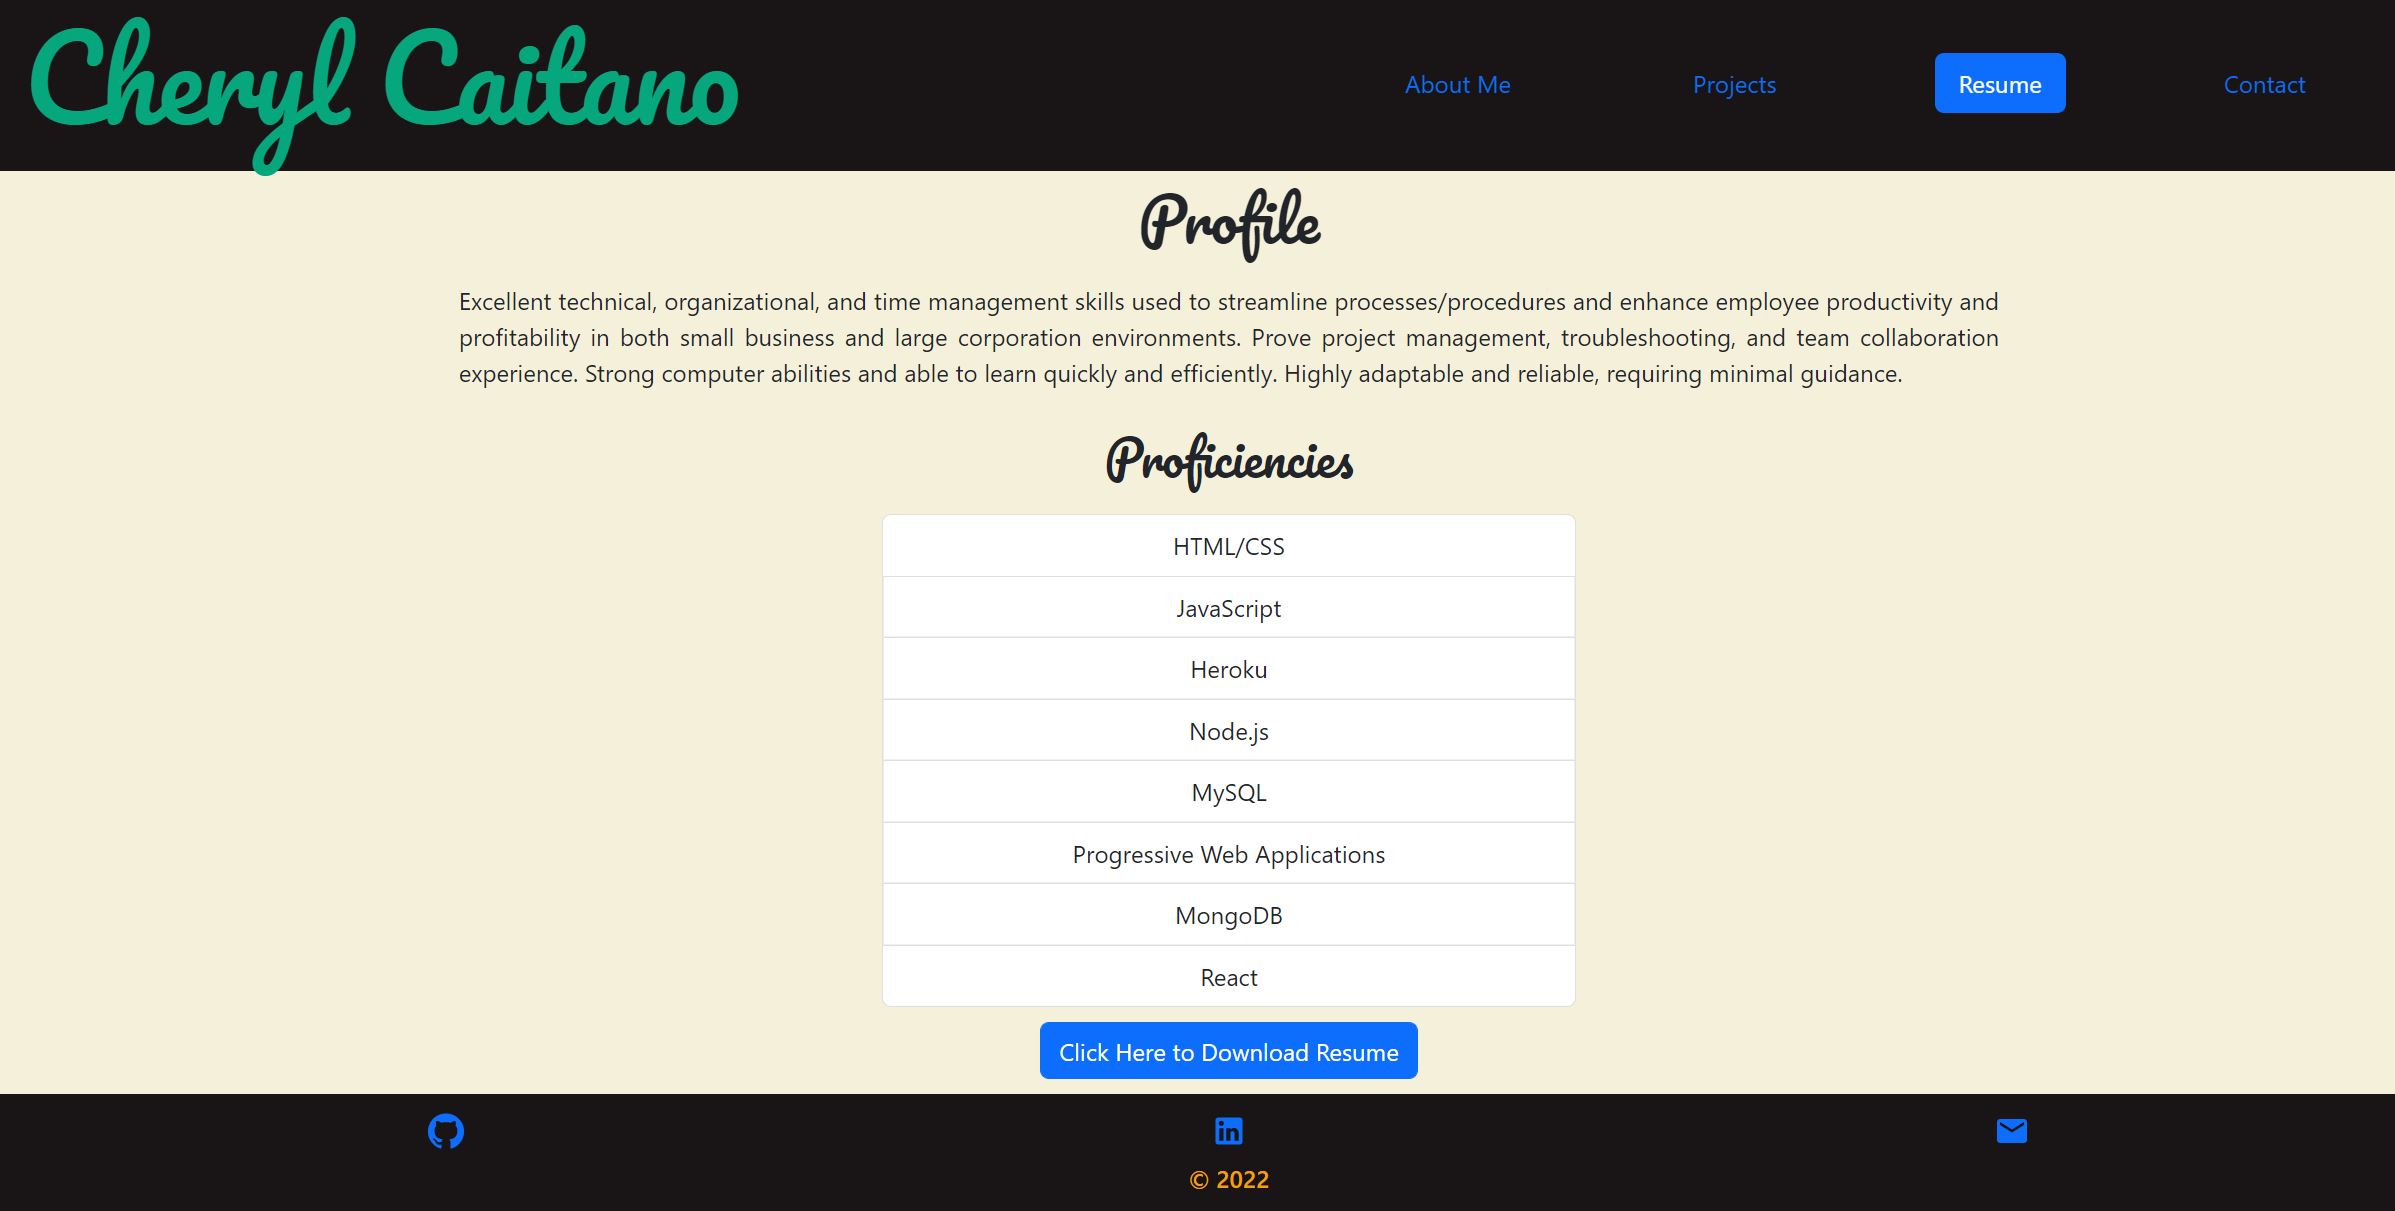 Cheryl Caitano
About Me
Projects
Resume
Contact
Profile
Excellent technical, organizational, and time management skills used to streamline processes/procedures and enhance employee productivity and
profitability in both small business and large corporation environments. Prove project management, troubleshooting, and team collaboration
experience. Strong computer abilities and able to learn quickly and efficiently. Highly adaptable and reliable, requiring minimal guidance.
Proficiencies
HTML/CSS
JavaScript
Heroku
Node.js
MySQL
Progressive Web Applications
MongoDB
React
Click Here to Download Resume
in
© 2022